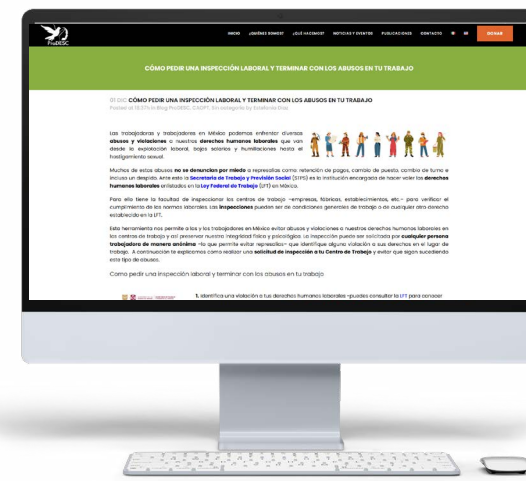 INICIO ¿QUIÉNES SOMOS? ¿QUÉ HACEMOS? NOTICIAS Y EVENTOS PUBLICACIONES CONTACTO DONAR
ProDESC
CÓMO PEDIR UNA INSPECCIÓN LABORAL Y TERMINAR CON LOS ABUSOS EN TU TRABAJO
01 DIC CÓMO PEDIR UNA INSPECCIÓN LABORAL Y TERMINAR CON LOS ABUSOS EN TU TRABAJO
Posted at in Blog ProDESC, CADPT, Sin categoría by Estefanía Díaz
Las trabajadoras y trabajadores en México podemos enfrentar diversos
abusos y violaciones a nuestros derechos humanos laborales que van
desde la explotación laboral, bajos salarios y humillaciones hasta el
hostigamiento sexual.
Muchos de estos abusos no se denuncian por miedo a represalias como: retención de pagos, cambio de puesto, cambio de turno e
incluso un despido. Ante esto la Secretaría de Trabajo y Previsión Social (STPS) es la institución encargada de hacer valer los derechos
humanos laborales enlistados en la Ley Federal de Trabajo (LFT) en México.
Para ello tiene la facultad de inspeccionar los centros de trabajo –empresas, fábricas, establecimientos, etc.– para verificar el
cumplimiento de las normas laborales. Las inspecciones pueden ser de condiciones generales de trabajo o de cualquier otro derecho
establecido en la LFT.
Esta herramienta nos permite a las y los trabajadores en México evitar abusos y violaciones a nuestros derechos humanos laborales en
los centros de trabajo y así preservar nuestra integridad física y psicológica. La inspección puede ser solicitada por cualquier persona
trabajadora de manera anónima –lo que permite evitar represalias– que identifique alguna violación a sus derechos en el lugar de
trabajo. A continuación te explicamos cómo realizar una solicitud de inspección a tu Centro de Trabajo y evitar que sigan sucediendo
este tipo de abusos.
Como pedir una inspección laboral y terminar con los abusos en tu trabajo
1. Identifica una violación a tus derechos humanos laborales –puedes consultar la LFT para conocer